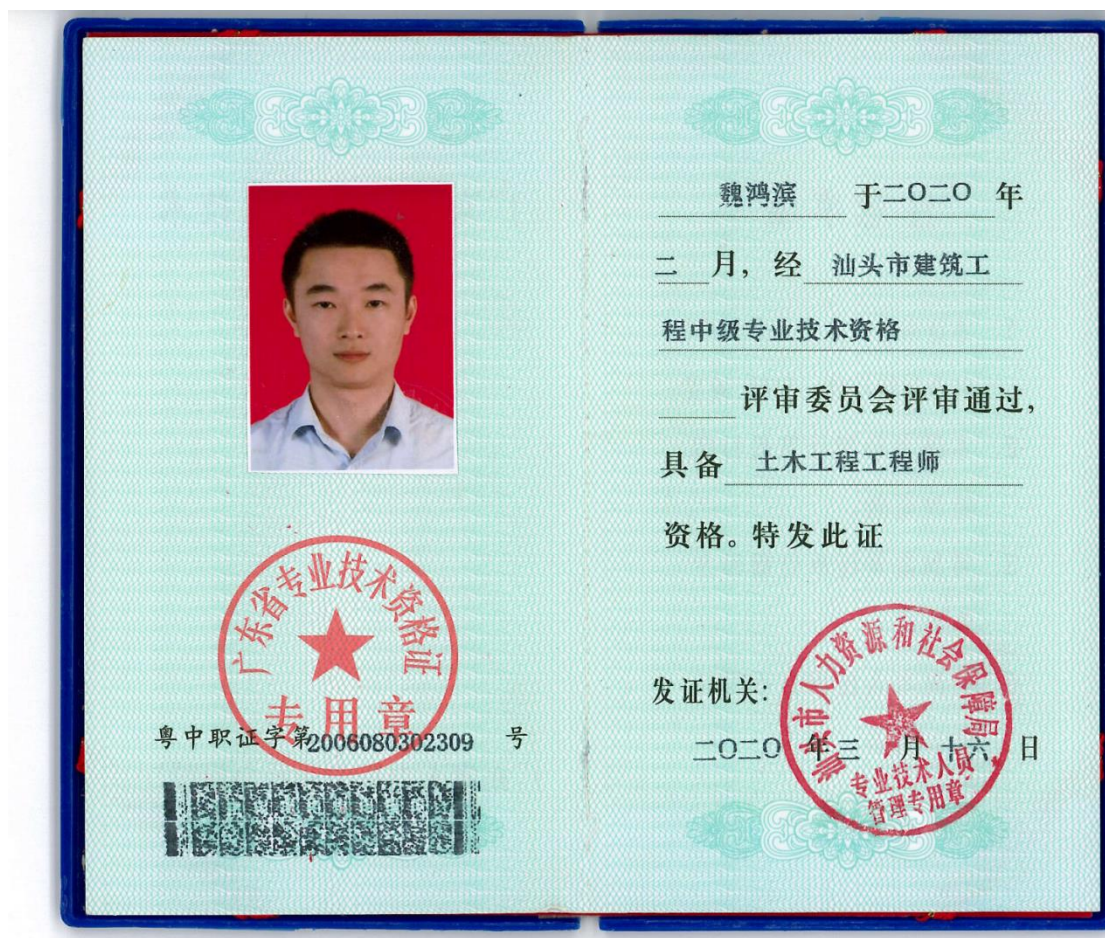 广东省专业技术资格证
专用章
粤中职证字第2006080302309号
魏鸿滨 于二〇二〇年
二月，经 汕头市建筑工
程中级专业技术资格
评审委员会评审通过，
具备 土木工程工程师
资格。特发此证
发证机关：
汕头市人力资源和社会保障局
专业技术人员
管理专用章
二〇二〇年三月十六日